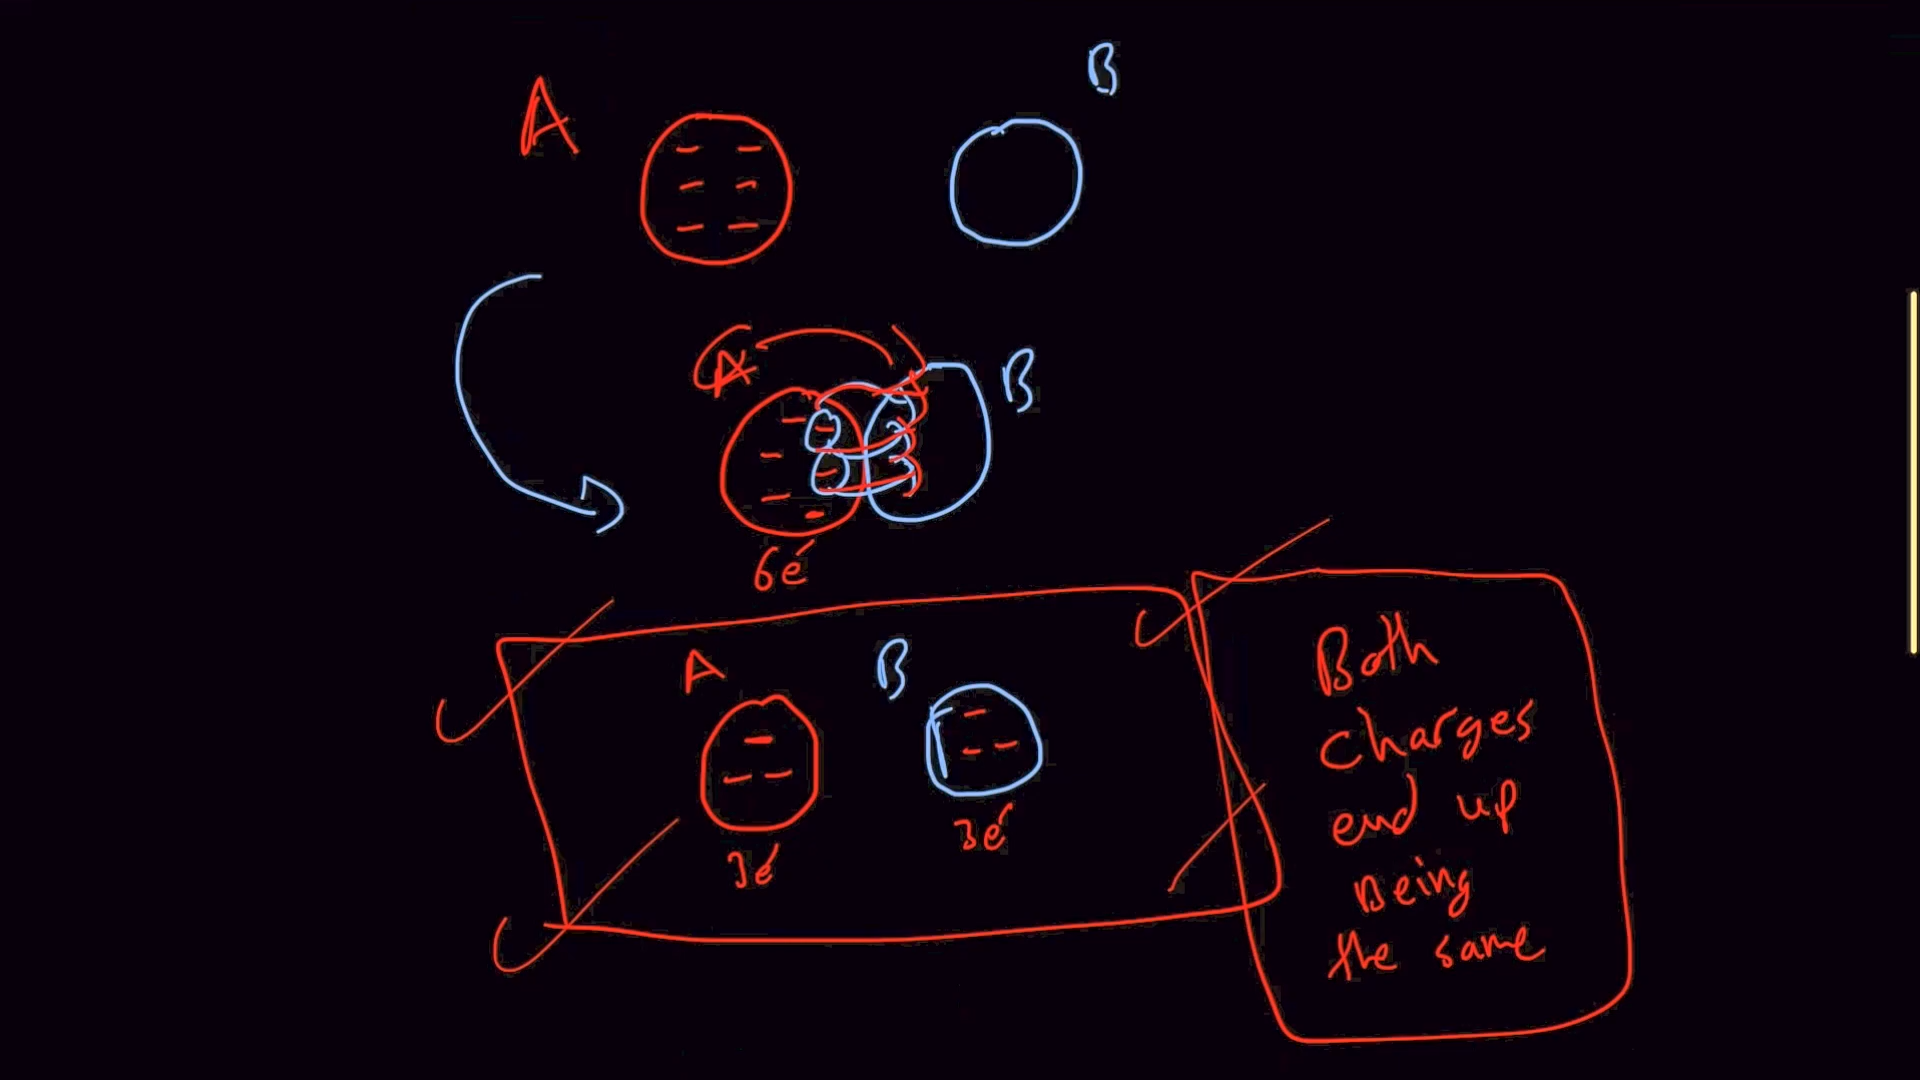 A
B
A
B
6e⁻
A
B
3e⁻
3e⁻
Both
charges
end up
Being
the same